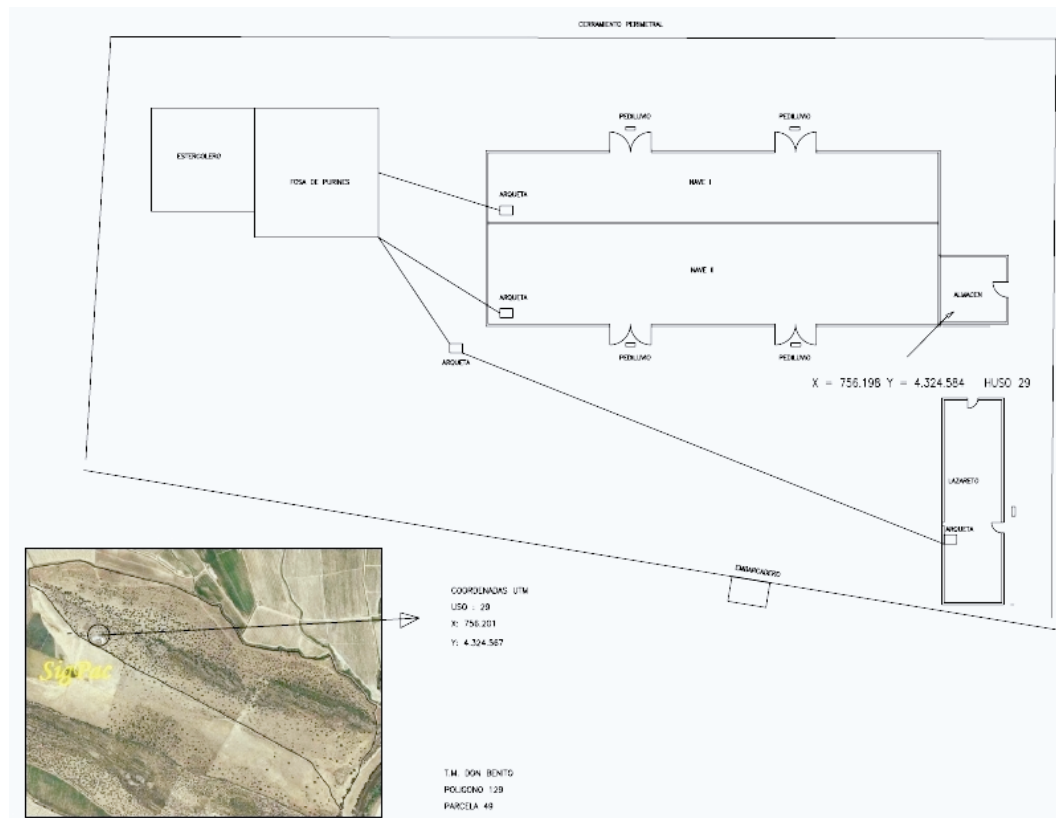 CERRAMIENTO PERIMETRAL
PEDILUVIO
PEDILUVIO
ESTERCOLERO
FOSA DE PURINES
NAVE I
ARQUETA
NAVE II
ARQUETA
ALMACEN
PEDILUVIO
PEDILUVIO
ARQUETA
X = 756.198 Y = 4.324.584 HUSO 29
LAZARETO
ARQUETA
EMBARCADERO
COORDENADAS UTM
USO : 29
X: 756.201
Y: 4.324.567
SigPac
T.M. DON BENITO
POLIGONO 129
PARCELA 49